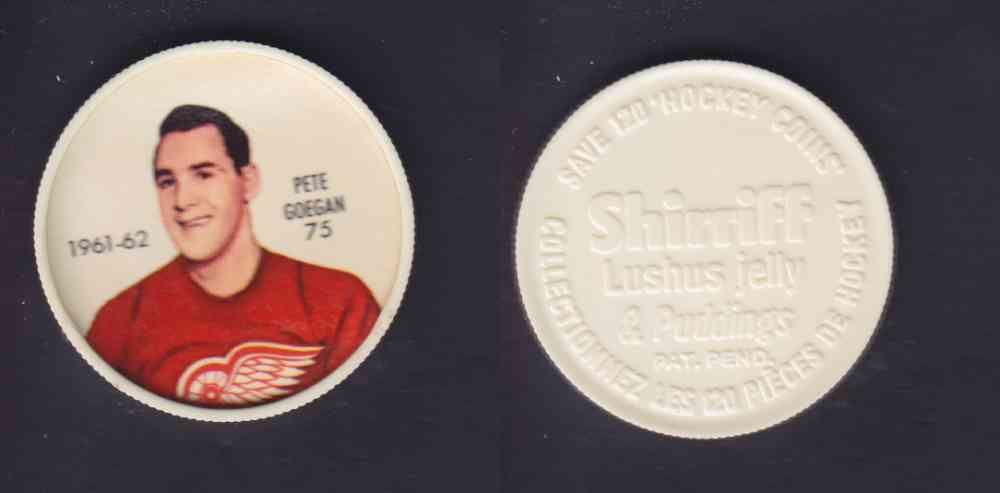 1961-62
PETE
GOEGAN
75
SAVE 120 "HOCKEY COINS"
Shirriff
Lushus jelly
& Puddings
PAT. PEND.
COLLECTIONNEZ LES 120 PIÈCES DE HOCKEY